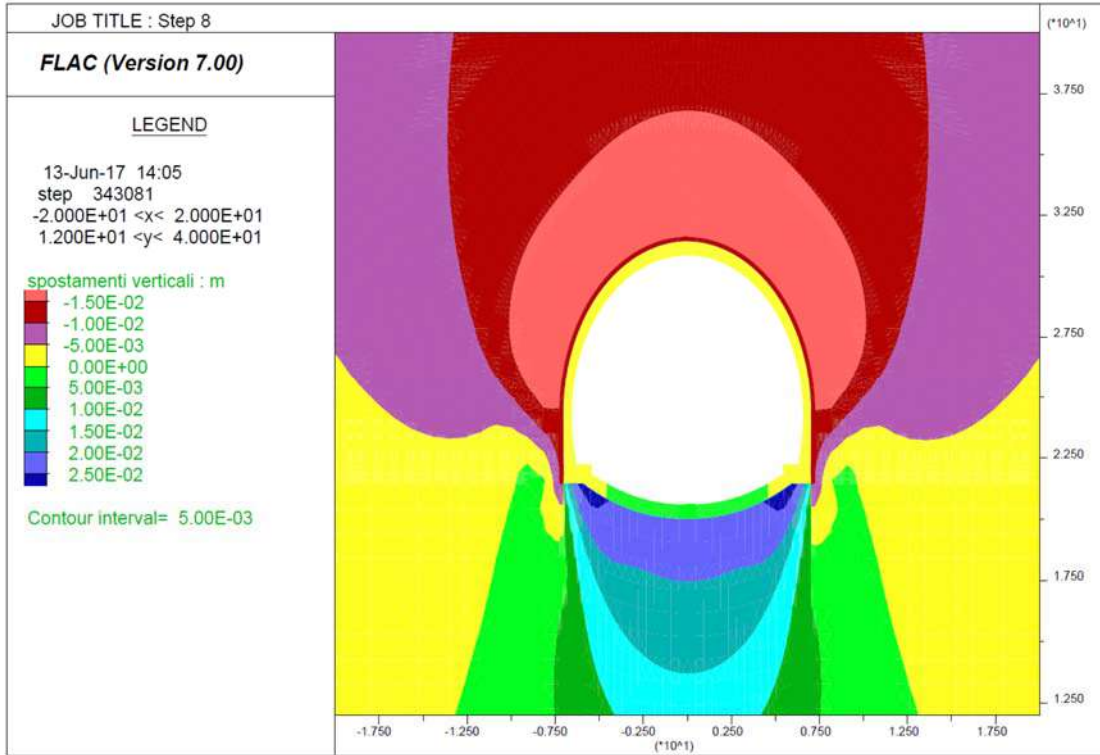 JOB TITLE : Step 8
(*10^1)
FLAC (Version 7.00)
LEGEND
13-Jun-17 14:05
step 343081
-2.000E+01 <x< 2.000E+01
1.200E+01 <y< 4.000E+01
spostamenti verticali : m
-1.50E-02
-1.00E-02
-5.00E-03
0.00E+00
5.00E-03
1.00E-02
1.50E-02
2.00E-02
2.50E-02
Contour interval= 5.00E-03
3.750
3.250
2.750
2.250
1.750
1.250
-1.750 -1.250 -0.750 -0.250 0.250 0.750 1.250 1.750
(*10^1)